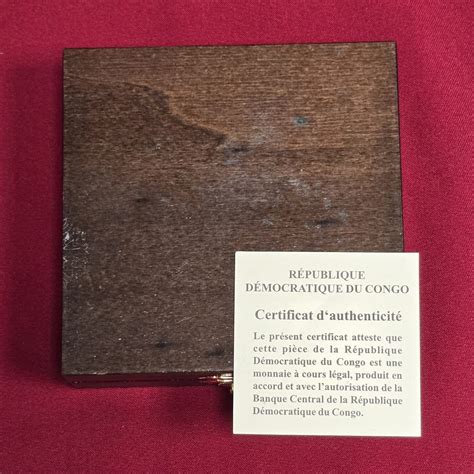 RÉPUBLIQUE
DÉMOCRATIQUE DU CONGO
Certificat d‘authenticité
Le présent certificat atteste que
cette pièce de la République
Démocratique du Congo est une
monnaie à cours légal, produit en
accord et avec l’autorisation de la
Banque Central de la République
Démocratique du Congo.